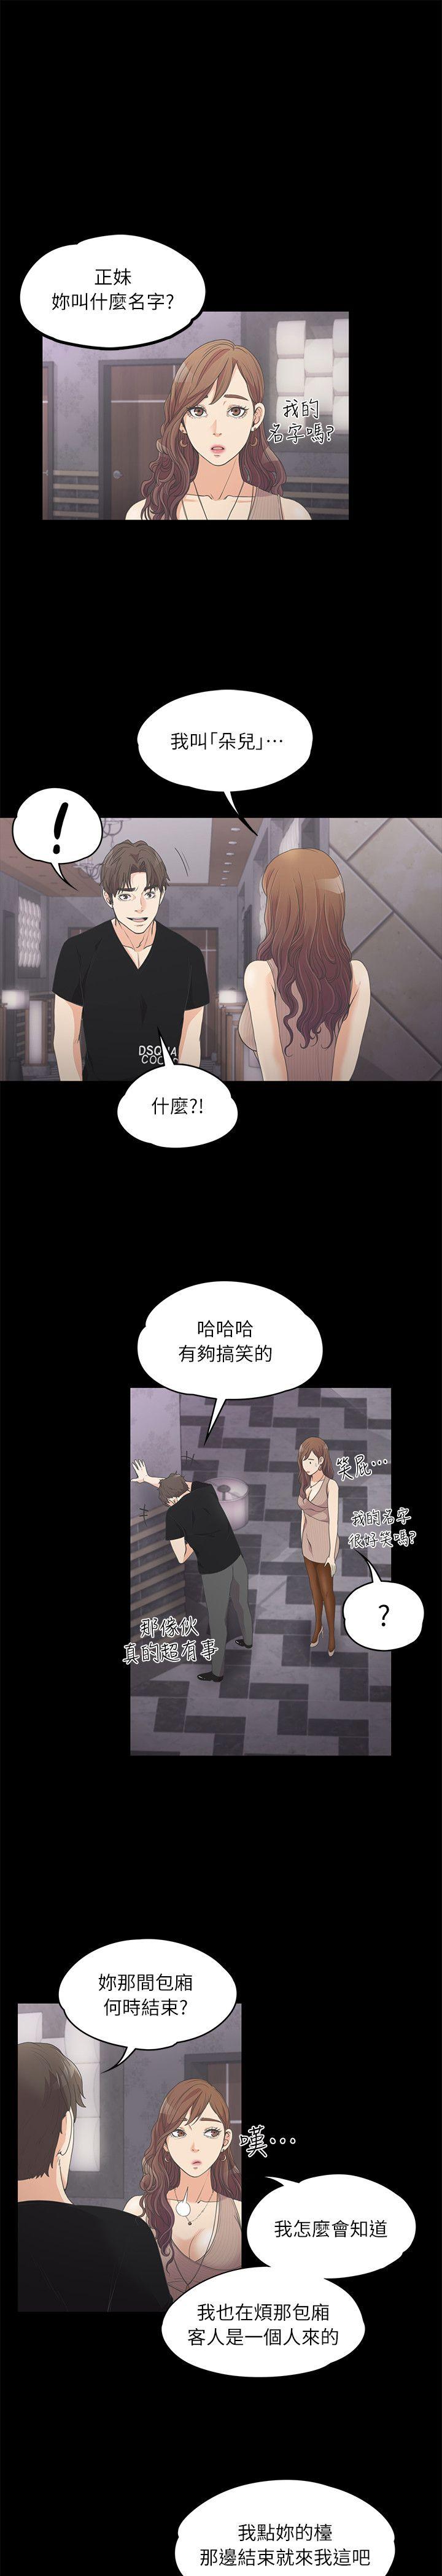 正妹
妳叫什麼名字?
我的
名字嗎?
我叫「朵兒」…
!
DSQUA
COO
什麼?!
哈哈哈
有夠搞笑的
笑屁…
我的名字
很好笑嗎?
?
那傢伙
真的超有事
妳那間包廂
何時結束?
嘆…
我怎麼會知道
我也在煩那包廂
客人是一個人來的
我點妳的檯
那邊結束就來我這吧